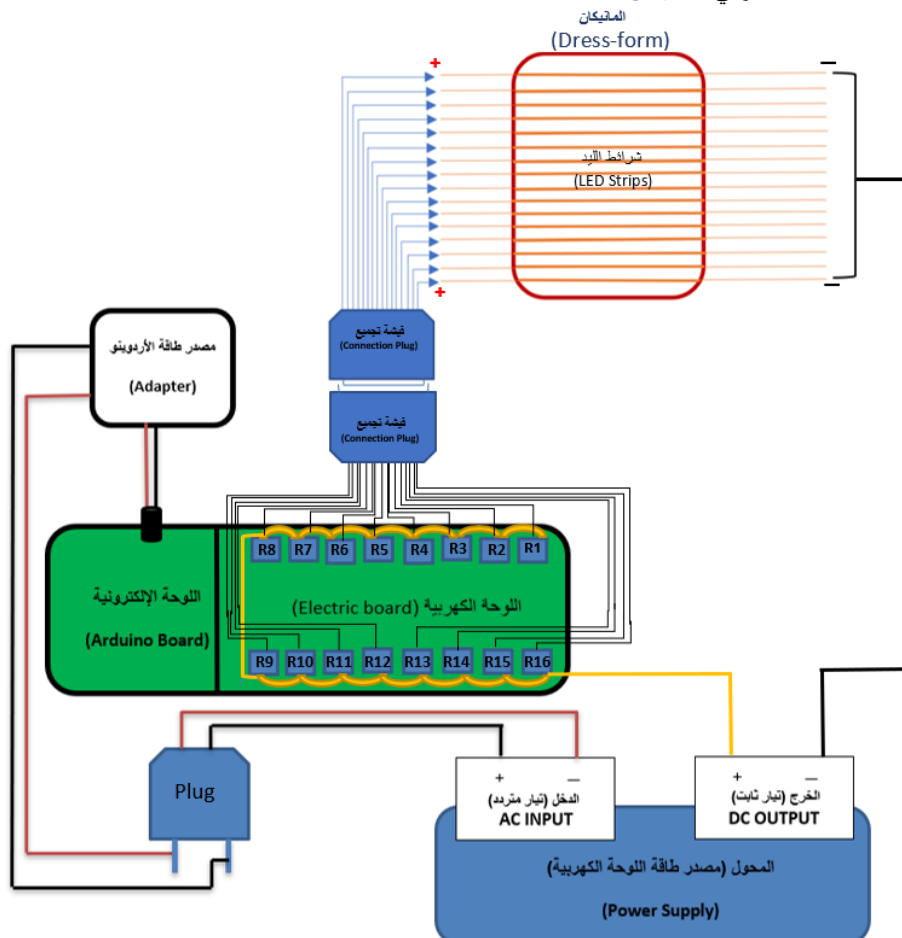 المانيكان
(Dress-form)
+
—
شرائط الليد
(LED Strips)
+
—
فيشة تجميع
(Connection Plug)
مصدر طاقة الأردوينو
(Adapter)
فيشة تجميع
(Connection Plug)
R8 R7 R6 R5 R4 R3 R2 R1
اللوحة الإلكترونية
(Arduino Board)
اللوحة الكهربية (Electric board)
R9 R10 R11 R12 R13 R14 R15 R16
Plug
+ —
الدخل (تيار متردد)
AC INPUT
+ —
الخرج (تيار ثابت)
DC OUTPUT
المحول (مصدر طاقة اللوحة الكهربية)
(Power Supply)